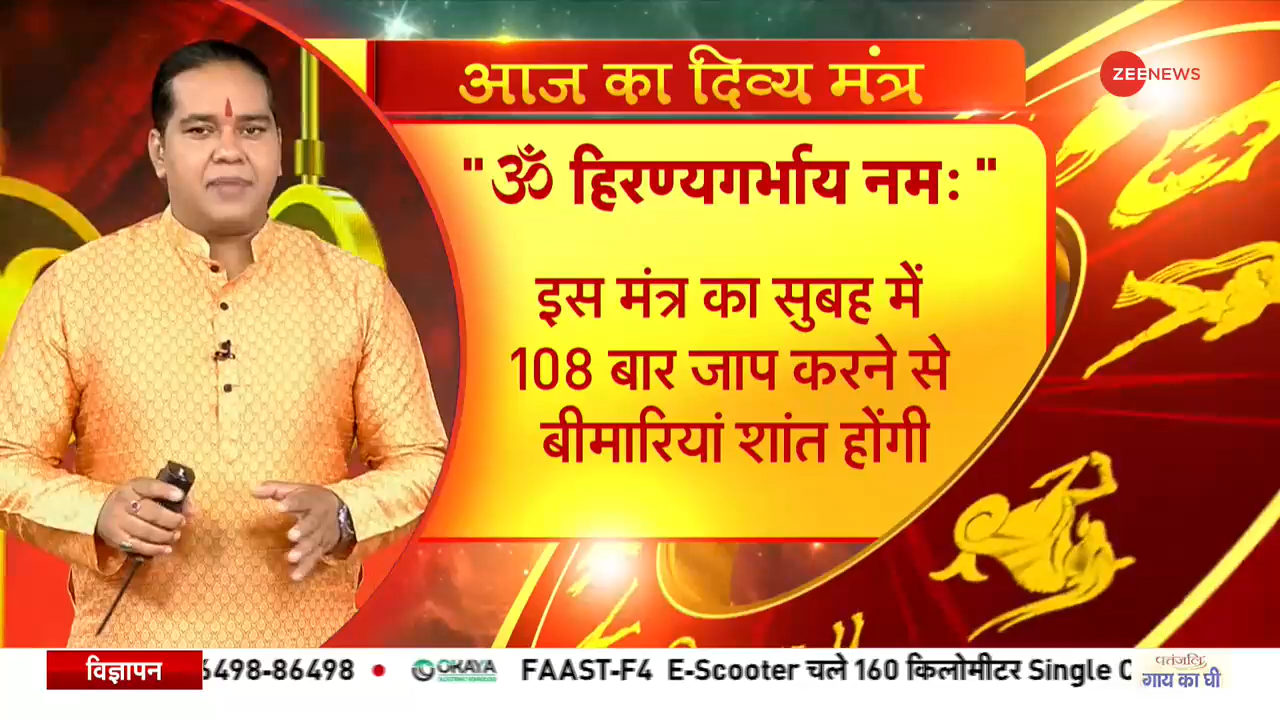 आज का दिव्य मंत्र
ZEENEWS
"ॐ हिरण्यगर्भाय नमः"
इस मंत्र का सुबह में
108 बार जाप करने से
बीमारियां शांत होंगी
विज्ञापन 6498-86498 • OKAYA FAAST-F4 E-Scooter चले 160 किलोमीटर Single
पतंजलि
गाय का घी